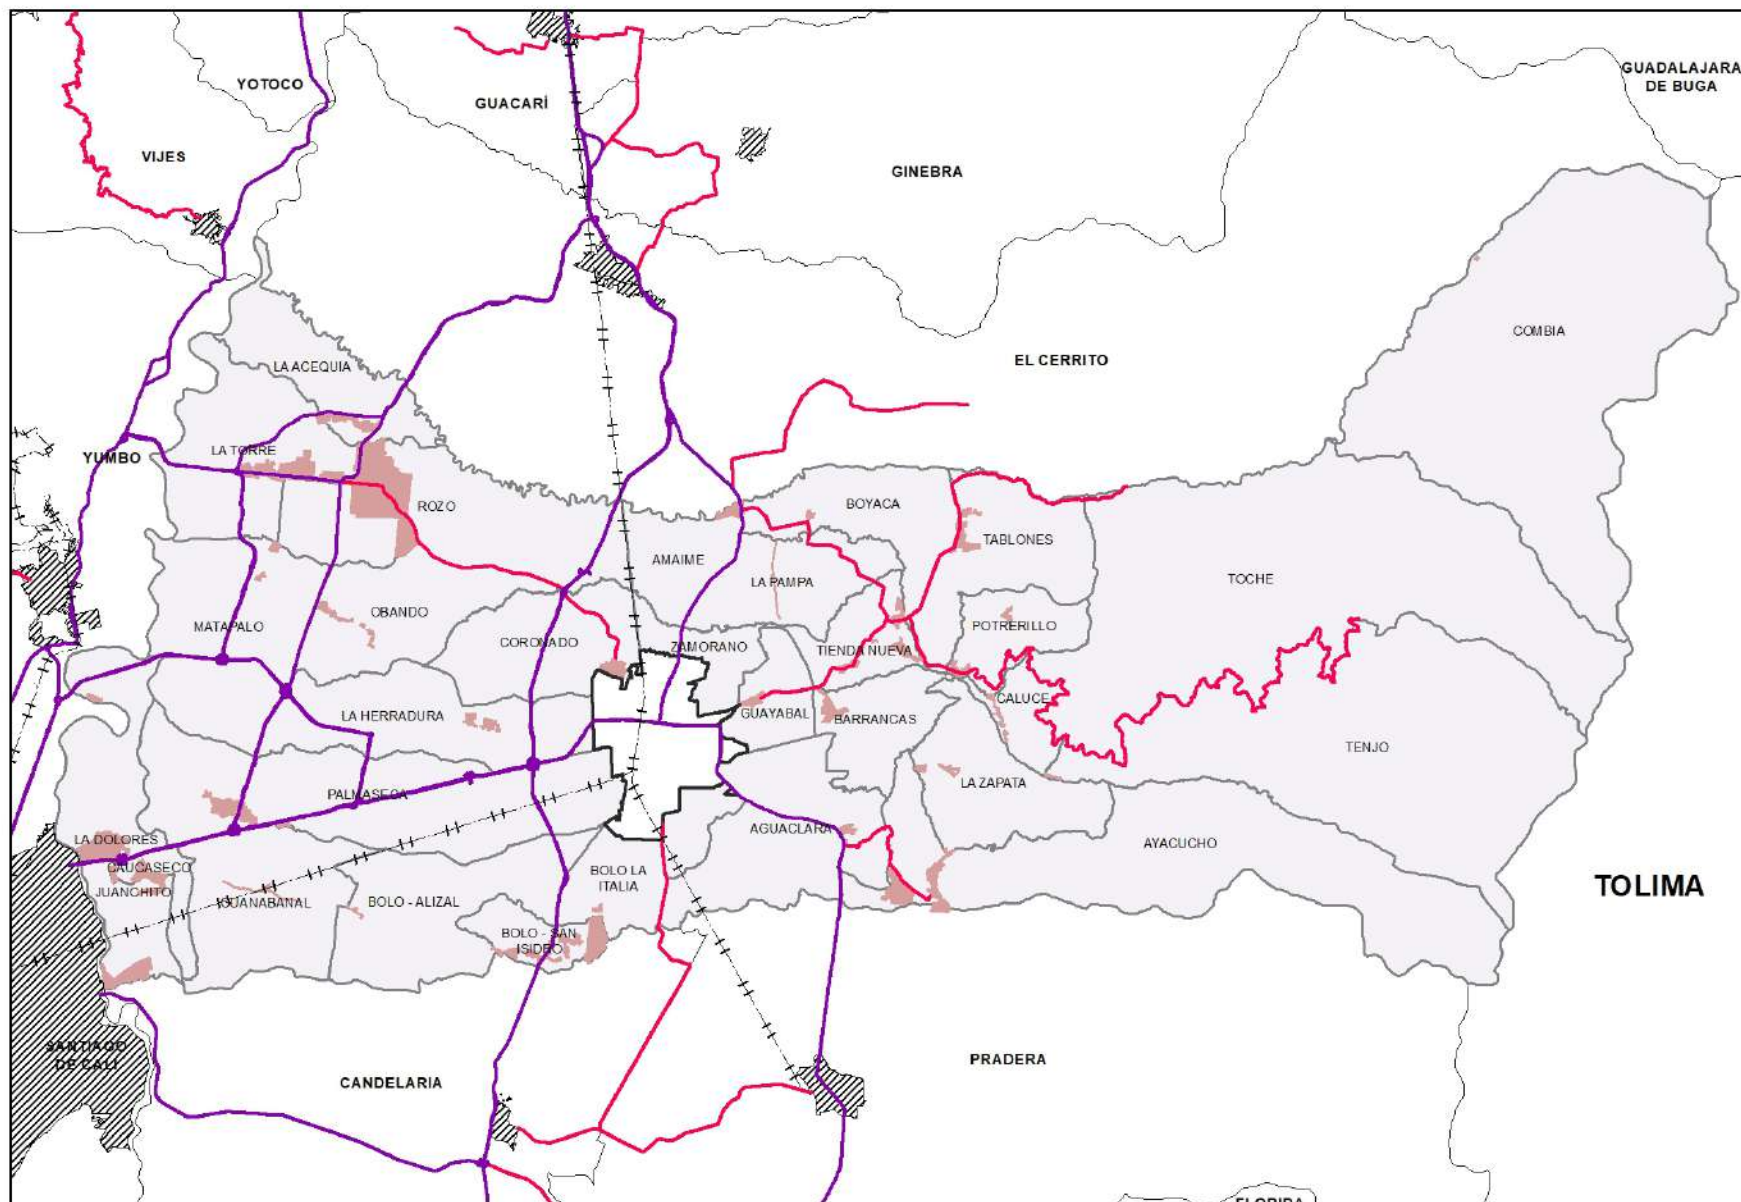 GUADALAJARA
DE BUGA
YOTOCO
GUACARÍ
VIJES
GINEBRA
COMBIA
EL CERRITO
LA ACEQUIA
LA TORRE
YUMBO
ROZO
BOYACA
TABLONES
AMAIME
LA PAMPA
TOCHE
OBANDO
MATAPALO
CORONADO
ZAMORANO
TIENDA NUEVA
POTRERILLO
CALUCE
LA HERRADURA
GUAYABAL
BARRANCAS
TENJO
LA ZAPATA
PALMASECA
AGUACLARA
LA DOLORES
AYACUCHO
CAUCASECO
JUANCHITO
GUANABANAL
BOLO - ALIZAL
BOLO LA
ITALIA
TOLIMA
BOLO - SAN
ISIDRO
SANTIAGO
DE CALI
PRADERA
CANDELARIA
FLORIDA